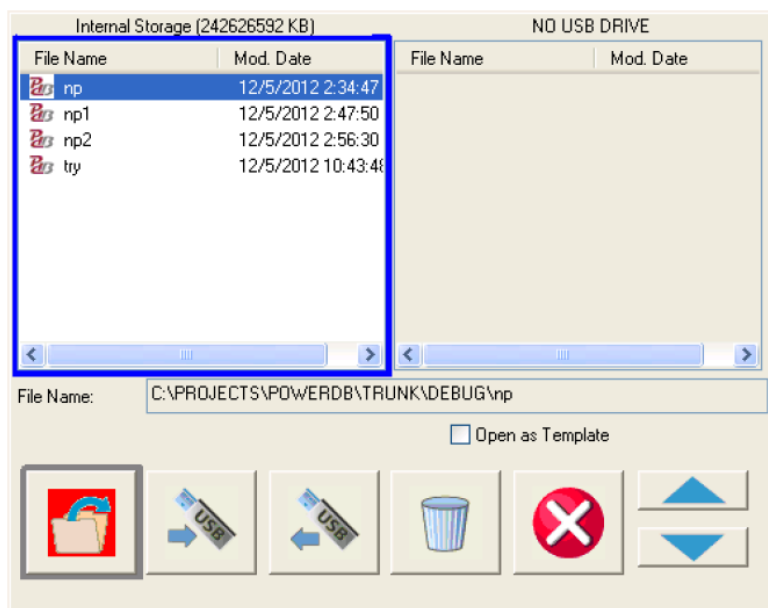 Internal Storage (242626592 KB)
NO USB DRIVE
File Name Mod. Date
File Name Mod. Date
np 12/5/2012 2:34:47
np1 12/5/2012 2:47:50
np2 12/5/2012 2:56:30
try 12/5/2012 10:43:48
File Name: C:\PROJECTS\POWERDB\TRUNK\DEBUG\np
Open as Template
USB
USB